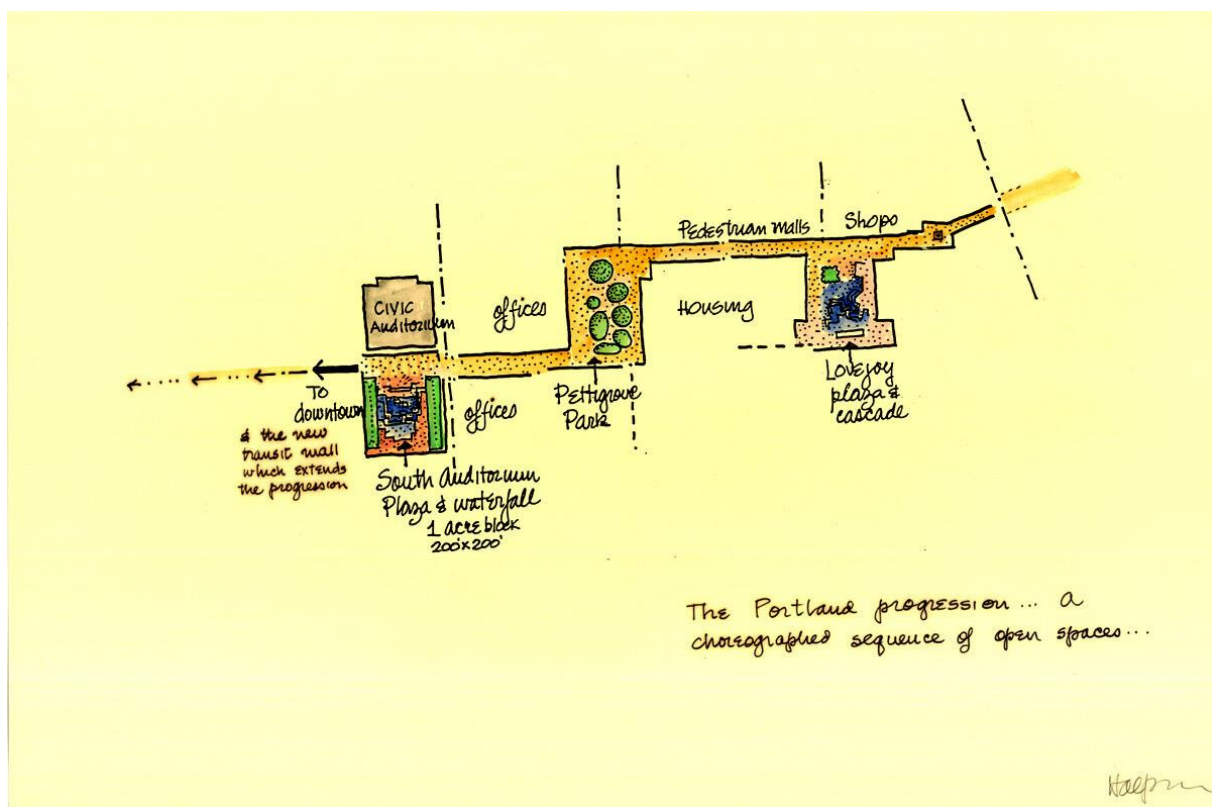 Pedestrian malls
Shops
CIVIC
Auditorium
offices
HOUSING
To
downtown
& the new
transit mall
which extends
the progression
offices
Pettigrove
Park
Lovejoy
plaza &
cascade
South Auditorium
Plaza & waterfall
1 acre block
200'x200'
The Portland progression... a
choreographed sequence of open spaces...